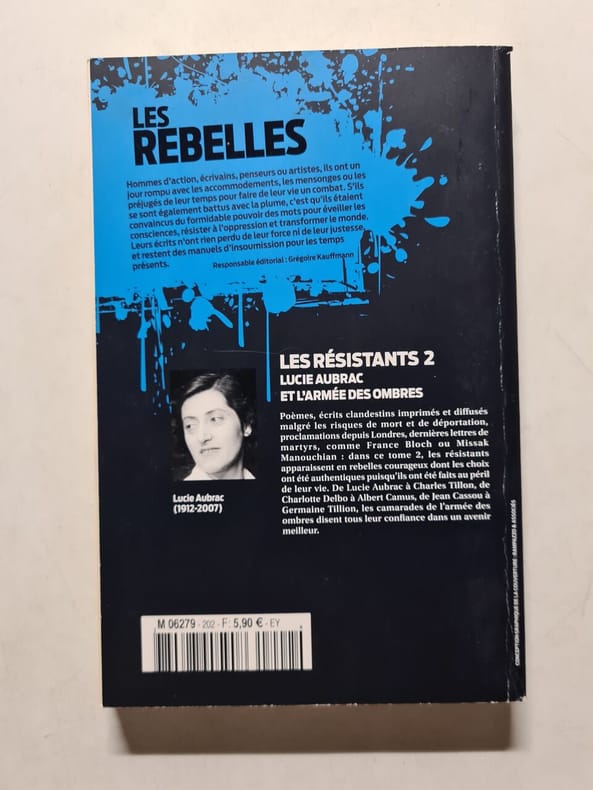 LES
REBELLES
Hommes d'action, écrivains, penseurs ou artistes, ils ont un
jour rompu avec les accommodements, les mensonges ou les
préjugés de leur temps pour faire de leur vie un combat. S'ils
se sont également battus avec la plume, c'est qu'ils étaient
convaincus du formidable pouvoir des mots pour éveiller les
consciences, résister à l'oppression et transformer le monde.
Leurs écrits n'ont rien perdu de leur force ni de leur justesse,
et restent des manuels d'insoumission pour les temps
présents.
Responsable éditorial : Grégoire Kauffmann
LES RÉSISTANTS 2
LUCIE AUBRAC
ET L'ARMÉE DES OMBRES
Poèmes, écrits clandestins imprimés et diffusés
malgré les risques de mort et de déportation,
proclamations depuis Londres, dernières lettres de
martyrs, comme France Bloch ou Missak
Manouchian : dans ce tome 2, les résistants
apparaissent en rebelles courageux dont les choix
ont été authentiques puisqu'ils ont été faits au péril
de leur vie. De Lucie Aubrac à Charles Tillon, de
Charlotte Delbo à Albert Camus, de Jean Cassou à
Germaine Tillion, les camarades de l'armée des
ombres disent tous leur confiance dans un avenir
meilleur.
Lucie Aubrac
(1912-2007)
M 06279 - 202 - F: 5,90 € - EY
CONCEPTION GRAPHIQUE DE LA COUVERTURE : RAMPAZZO & ASSOCIÉS